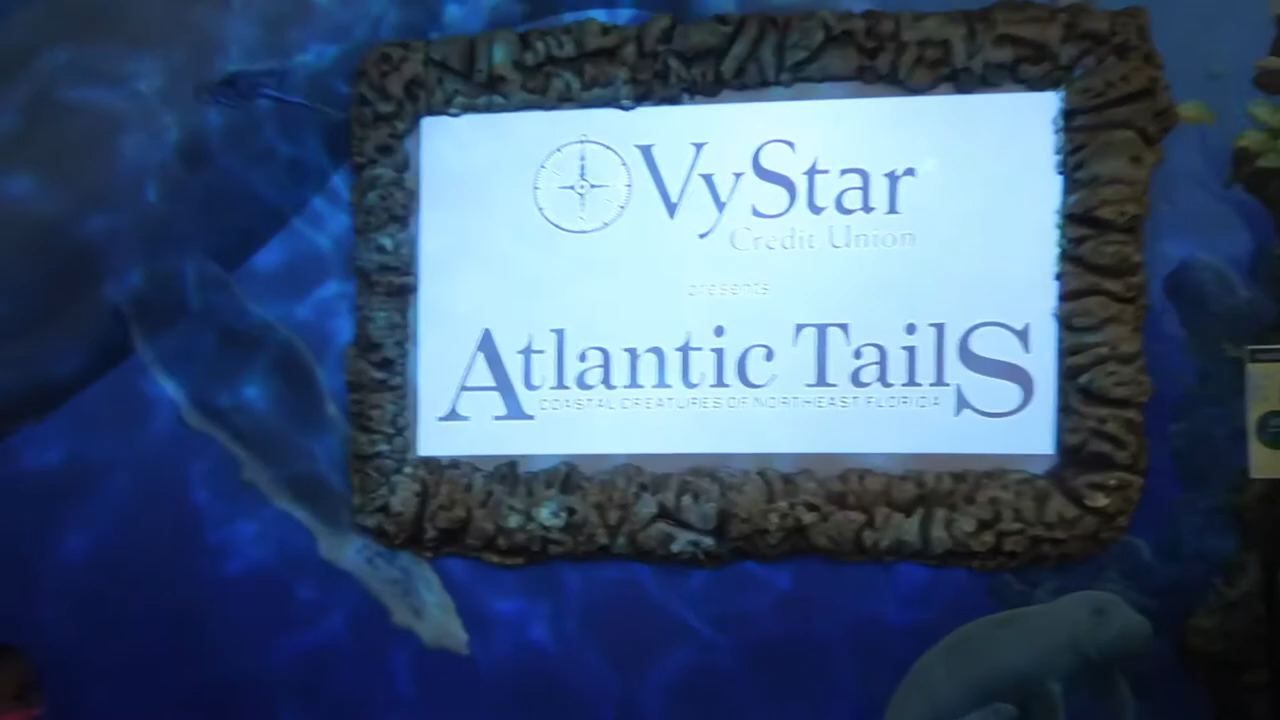 VyStar
Credit Union
presents
Atlantic TailS
COASTAL CREATURES OF NORTHEAST FLORIDA